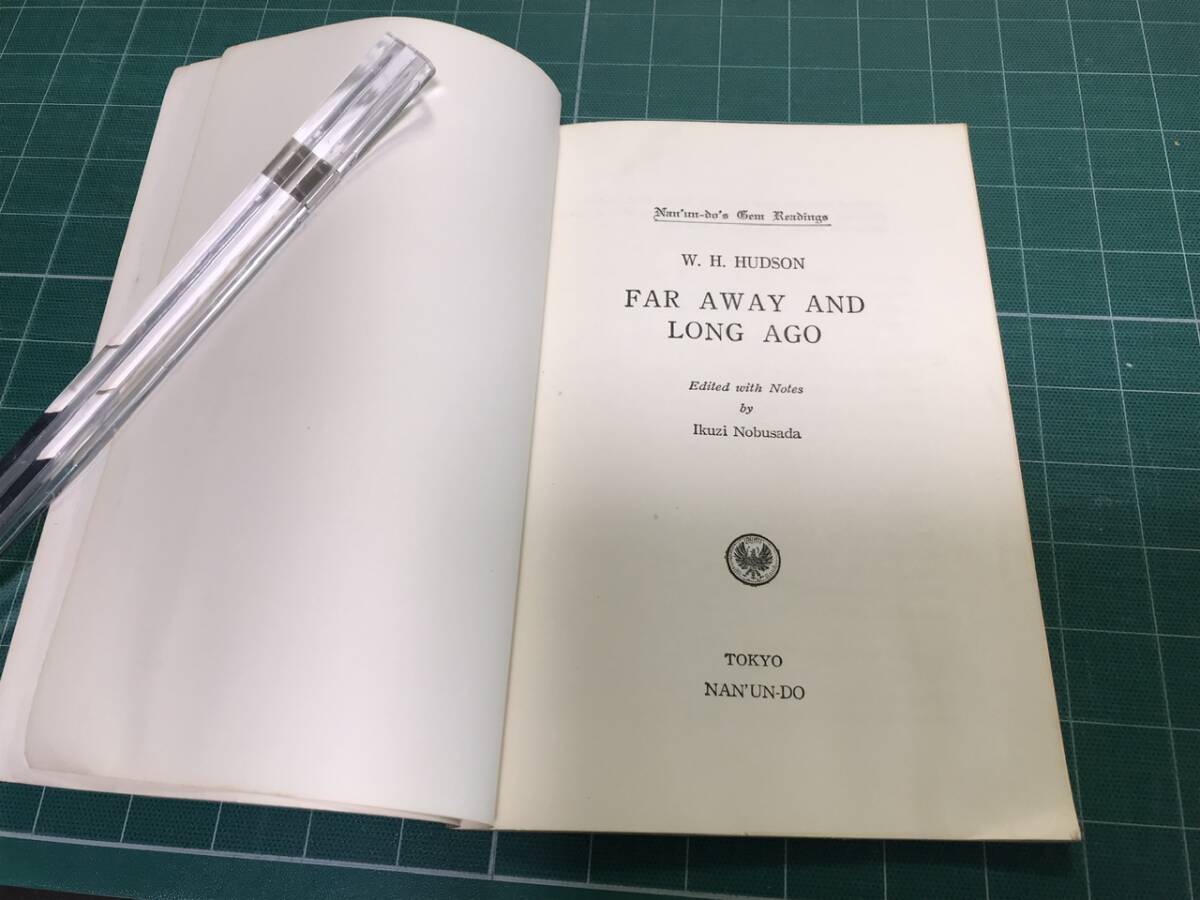 Nan'un-do's Gem Readings
W. H. HUDSON
FAR AWAY AND
LONG AGO
Edited with Notes
by
Ikuzi Nobusada
TOKYO
NAN'UN-DO